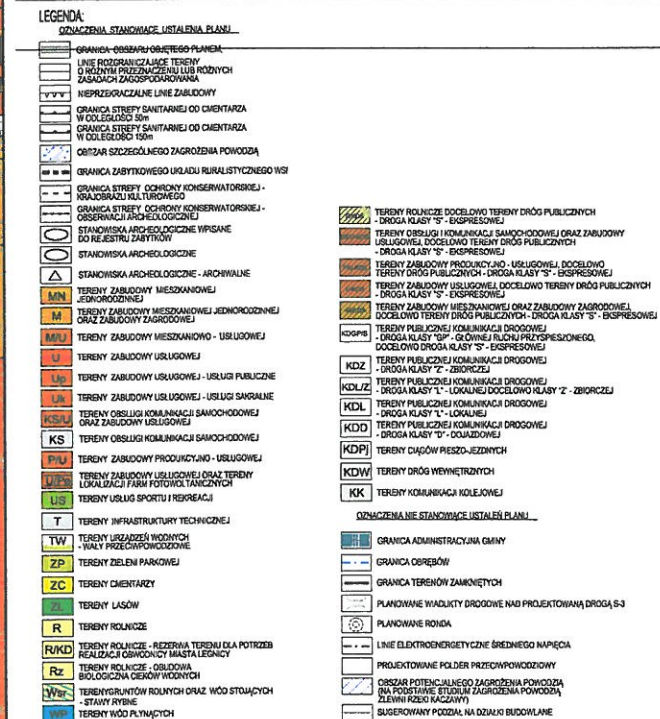 LEGENDA:
OZNACZENIA STANOWIĄCE USTALENIA PLANU
GRANICA OBSZARU OBJĘTEGO PLANEM
LINIE ROZGRANICZAJĄCE TERENY
O RÓŻNYM PRZEZNACZENIU LUB RÓŻNYCH
ZASADACH ZAGOSPODAROWANIA
NIEPRZEKRACZALNE LINIE ZABUDOWY
GRANICA STREFY SANITARNEJ OD CMENTARZA
W ODLEGŁOŚCI 50m
GRANICA STREFY SANITARNEJ OD CMENTARZA
W ODLEGŁOŚCI 150m
OBSZAR SZCZEGÓLNEGO ZAGROŻENIA POWODZIĄ
GRANICA ZABYTKOWEGO UKŁADU RURALISTYCZNEGO WSI
GRANICA STREFY OCHRONY KONSERWATORSKIEJ -
KRAJOBRAZU KULTUROWEGO
GRANICA STREFY OCHRONY KONSERWATORSKIEJ -
OBSERWACJI ARCHEOLOGICZNEJ
STANOWISKA ARCHEOLOGICZNE WPISANE
DO REJESTRU ZABYTKÓW
STANOWISKA ARCHEOLOGICZNE
STANOWISKA ARCHEOLOGICZNE - ARCHIWALNE
MN TERENY ZABUDOWY MIESZKANIOWEJ
JEDNORODZINNEJ
M TERENY ZABUDOWY MIESZKANIOWEJ JEDNORODZINNEJ
ORAZ ZABUDOWY ZAGRODOWEJ
M/U TERENY ZABUDOWY MIESZKANIOWO - USŁUGOWEJ
U TERENY ZABUDOWY USŁUGOWEJ
Up TERENY ZABUDOWY USŁUGOWEJ - USŁUGI PUBLICZNE
Uk TERENY ZABUDOWY USŁUGOWEJ - USŁUGI SAKRALNE
KS/U TERENY OBSŁUGI KOMUNIKACJI SAMOCHODOWEJ
ORAZ ZABUDOWY USŁUGOWEJ
KS TERENY OBSŁUGI KOMUNIKACJI SAMOCHODOWEJ
P/U TERENY ZABUDOWY PRODUKCYJNO - USŁUGOWEJ
TERENY ZABUDOWY USŁUGOWEJ ORAZ TERENY
LOKALIZACJI FARM FOTOWOLTANICZNYCH
US TERENY USŁUG SPORTU I REKREACJI
T TERENY INFRASTRUKTURY TECHNICZNEJ
TW TERENY URZĄDZEŃ WODNYCH
- WAŁY PRZECIWPOWODZIOWE
ZP TERENY ZIELENI PARKOWEJ
ZC TERENY CMENTARZY
ZL TERENY LASÓW
R TERENY ROLNICZE
R/KD TERENY ROLNICZE - REZERWA TERENU DLA POTRZEB
REALIZACJI OBWODNICY MIASTA LEGNICY
Rz TERENY ROLNICZE - OBUDOWA
BIOLOGICZNA CIEKÓW WODNYCH
Wsr TERENYGRUNTÓW ROLNYCH ORAZ WÓD STOJĄCYCH
- STAWY RYBNE
WP TERENY WÓD PŁYNĄCYCH
TERENY ROLNICZE DOCELOWO TERENY DRÓG PUBLICZNYCH
- DROGA KLASY "S" - EKSPRESOWEJ
TERENY OBSŁUGI I KOMUNIKACJI SAMOCHODOWEJ ORAZ ZABUDOWY
USŁUGOWEJ, DOCELOWO TERENY DRÓG PUBLICZNYCH
- DROGA KLASY "S" - EKSPRESOWEJ
TERENY ZABUDOWY PRODUKCYJNO - USŁUGOWEJ, DOCELOWO
TERENY DRÓG PUBLICZNYCH - DROGA KLASY "S" - EKSPRESOWEJ
TERENY ZABUDOWY USŁUGOWEJ, DOCELOWO TERENY DRÓG PUBLICZNYCH
- DROGA KLASY "S" - EKSPRESOWEJ
TERENY ZABUDOWY MIESZKANIOWEJ ORAZ ZABUDOWY ZAGRODOWEJ,
DOCELOWO TERENY DRÓG PUBLICZNYCH - DROGA KLASY "S" - EKSPRESOWEJ
KDGP/S TERENY PUBLICZNEJ KOMUNIKACJI DROGOWEJ
- DROGA KLASY "GP" - GŁÓWNEJ RUCHU PRZYSPIESZONEGO,
DOCELOWO DROGA KLASY "S" - EKSPRESOWEJ
KDZ TERENY PUBLICZNEJ KOMUNIKACJI DROGOWEJ
- DROGA KLASY "Z" - ZBIORCZEJ
KDL/Z TERENY PUBLICZNEJ KOMUNIKACJI DROGOWEJ
- DROGA KLASY "L" - LOKALNEJ DOCELOWO KLASY "Z" - ZBIORCZEJ
KDL TERENY PUBLICZNEJ KOMUNIKACJI DROGOWEJ
- DROGA KLASY "L" - LOKALNEJ
KDD TERENY PUBLICZNEJ KOMUNIKACJI DROGOWEJ
- DROGA KLASY "D" - DOJAZDOWEJ
KDPj TERENY CIĄGÓW PIESZO-JEZDNYCH
KDW TERENY DRÓG WEWNĘTRZNYCH
KK TERENY KOMUNIKACJI KOLEJOWEJ
OZNACZENIA NIE STANOWIĄCE USTALEŃ PLANU
GRANICA ADMINISTRACYJNA GMINY
GRANICA OBRĘBÓW
GRANICA TERENÓW ZAMKNIĘTYCH
PLANOWANE WIADUKTY DROGOWE NAD PROJEKTOWANĄ DROGĄ S-3
PLANOWANE RONDA
LINIE ELEKTROENERGETYCZNE ŚREDNIEGO NAPIĘCIA
PROJEKTOWANE POLDER PRZECIWPOWODZIOWY
OBSZAR POTENCJALNEGO ZAGROŻENIA POWODZIĄ
(NA PODSTAWIE STUDIUM ZAGROŻENIA POWODZIĄ
ZLEWNI RZEKI KACZAWY)
SUGEROWANY PODZIAŁ NA DZIAŁKI BUDOWLANE